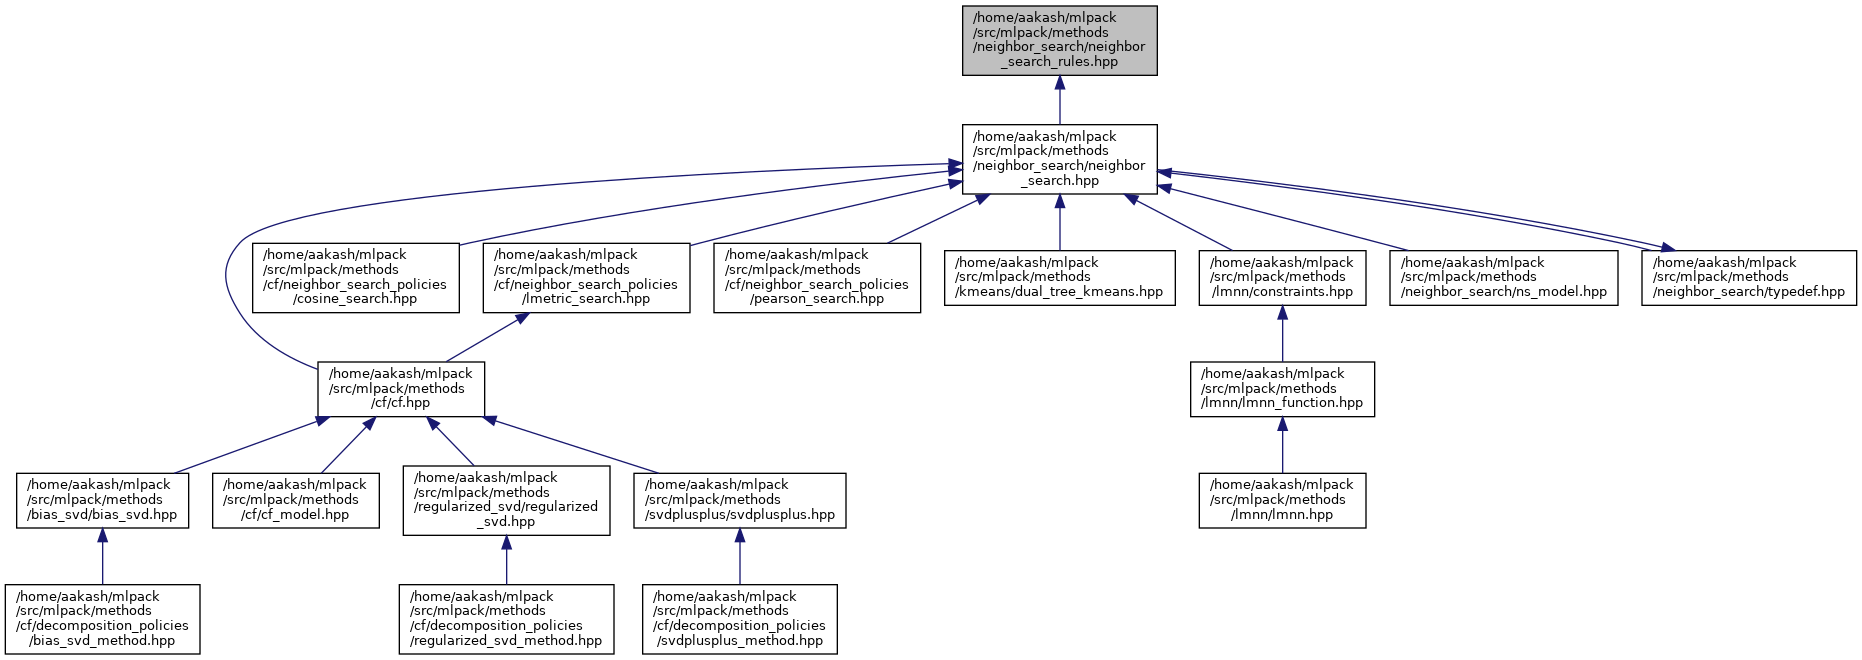 /home/aakash/mlpack
/src/mlpack/methods
/neighbor_search/neighbor
_search_rules.hpp
/home/aakash/mlpack
/src/mlpack/methods
/neighbor_search/neighbor
_search.hpp
/home/aakash/mlpack
/src/mlpack/methods
/cf/neighbor_search_policies
/cosine_search.hpp
/home/aakash/mlpack
/src/mlpack/methods
/cf/neighbor_search_policies
/lmetric_search.hpp
/home/aakash/mlpack
/src/mlpack/methods
/cf/neighbor_search_policies
/pearson_search.hpp
/home/aakash/mlpack
/src/mlpack/methods
/kmeans/dual_tree_kmeans.hpp
/home/aakash/mlpack
/src/mlpack/methods
/lmnn/constraints.hpp
/home/aakash/mlpack
/src/mlpack/methods
/neighbor_search/ns_model.hpp
/home/aakash/mlpack
/src/mlpack/methods
/neighbor_search/typedef.hpp
/home/aakash/mlpack
/src/mlpack/methods
/cf/cf.hpp
/home/aakash/mlpack
/src/mlpack/methods
/lmnn/lmnn_function.hpp
/home/aakash/mlpack
/src/mlpack/methods
/bias_svd/bias_svd.hpp
/home/aakash/mlpack
/src/mlpack/methods
/cf/cf_model.hpp
/home/aakash/mlpack
/src/mlpack/methods
/regularized_svd/regularized
_svd.hpp
/home/aakash/mlpack
/src/mlpack/methods
/svdplusplus/svdplusplus.hpp
/home/aakash/mlpack
/src/mlpack/methods
/lmnn/lmnn.hpp
/home/aakash/mlpack
/src/mlpack/methods
/cf/decomposition_policies
/bias_svd_method.hpp
/home/aakash/mlpack
/src/mlpack/methods
/cf/decomposition_policies
/regularized_svd_method.hpp
/home/aakash/mlpack
/src/mlpack/methods
/cf/decomposition_policies
/svdplusplus_method.hpp